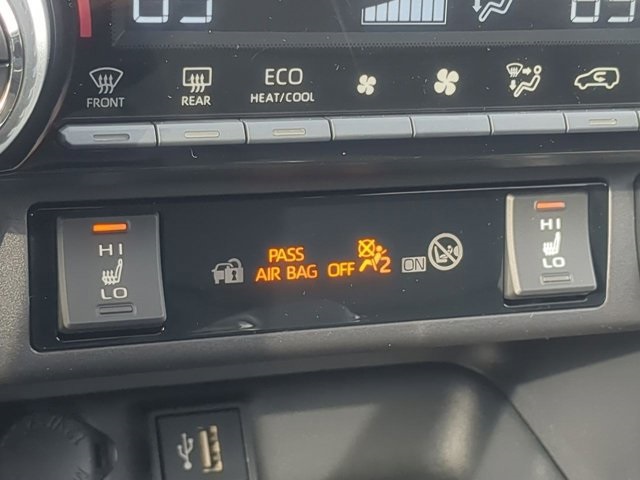 FRONT
REAR
ECO
HEAT/COOL
HI
LO
PASS
AIR BAG OFF
2
ON
HI
LO